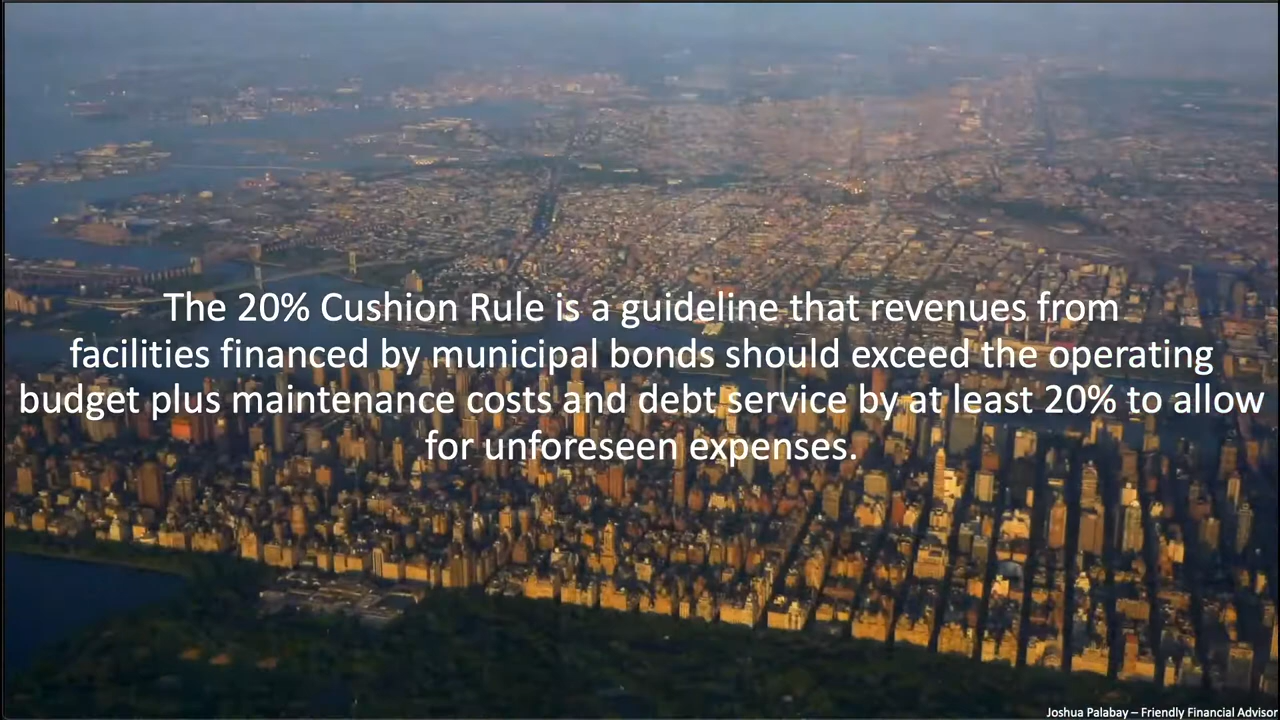 The 20% Cushion Rule is a guideline that revenues from
facilities financed by municipal bonds should exceed the operating
budget plus maintenance costs and debt service by at least 20% to allow
for unforeseen expenses.
Joshua Palabay – Friendly Financial Advisor